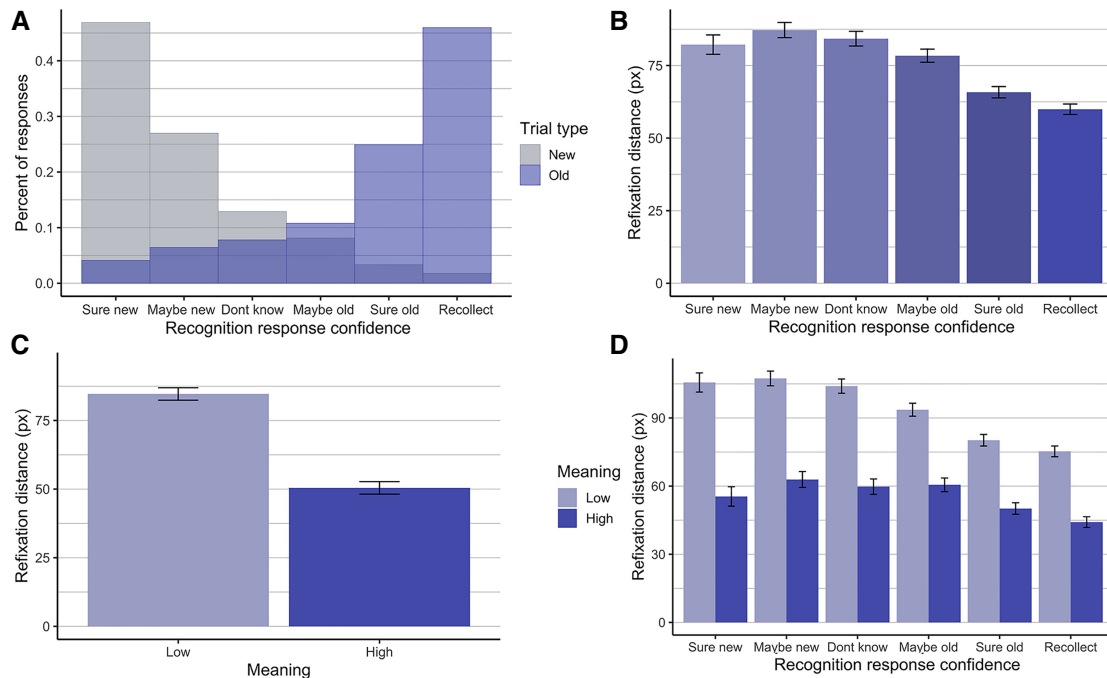 A
Percent of responses
0.4
0.3
0.2
0.1
0.0
Sure new Maybe new Dont know Maybe old Sure old Recollect
Recognition response confidence
Trial type
New
Old
B
Refixation distance (px)
75
50
25
0
Sure new Maybe new Dont know Maybe old Sure old Recollect
Recognition response confidence
C
Refixation distance (px)
75
50
25
0
Low High
Meaning
D
Meaning
Low
High
Refixation distance (px)
90
60
30
0
Sure new Maybe new Dont know Maybe old Sure old Recollect
Recognition response confidence